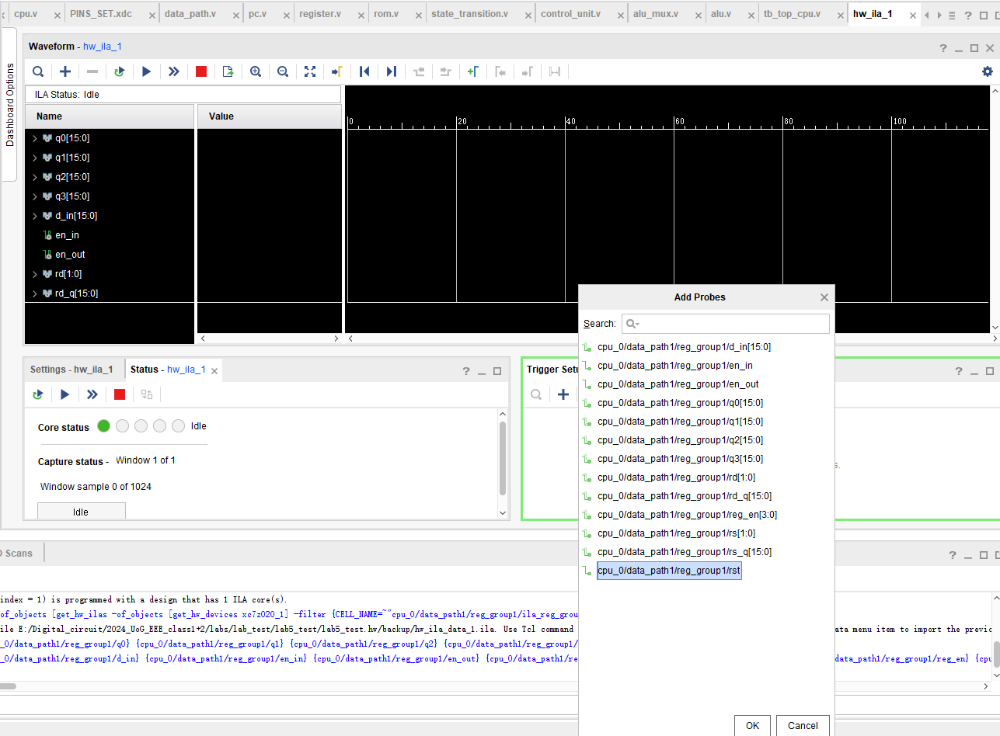 cpu.v PINS_SET.xdc data_path.v pc.v register.v rom.v state_transition.v control_unit.v alu_mux.v alu.v tb_top_cpu.v hw_ila_1
Dashboard Options
Waveform - hw_ila_1
ILA Status: Idle
Name Value
0 20 40 60 80 100
q0[15:0]
q1[15:0]
q2[15:0]
q3[15:0]
d_in[15:0]
en_in
en_out
rd[1:0]
rd_q[15:0]
Settings - hw_ila_1 Status - hw_ila_1
Core status Idle
Capture status - Window 1 of 1
Window sample 0 of 1024
Idle
Trigger Setu
s.
Add Probes
Search:
cpu_0/data_path1/reg_group1/d_in[15:0]
cpu_0/data_path1/reg_group1/en_in
cpu_0/data_path1/reg_group1/en_out
cpu_0/data_path1/reg_group1/q0[15:0]
cpu_0/data_path1/reg_group1/q1[15:0]
cpu_0/data_path1/reg_group1/q2[15:0]
cpu_0/data_path1/reg_group1/q3[15:0]
cpu_0/data_path1/reg_group1/rd[1:0]
cpu_0/data_path1/reg_group1/rd_q[15:0]
cpu_0/data_path1/reg_group1/reg_en[3:0]
cpu_0/data_path1/reg_group1/rs[1:0]
cpu_0/data_path1/reg_group1/rs_q[15:0]
cpu_0/data_path1/reg_group1/rst
OK Cancel
Scans
index = 1) is programmed with a design that has 1 ILA core(s).
of_objects [get_hw_ilas -of_objects [get_hw_devices xc7z020_1] -filter {CELL_NAME=~"cpu_0/data_path1/reg_group1/ila_reg_grou
ile E:/Digital_circuit/2024_UoG_EEE_class1+2/labs/lab_test/lab5_test/lab5_test.hw/backup/hw_ila_data_1.ila. Use Tcl command ata menu item to import the previo
_0/data_path1/reg_group1/q0} {cpu_0/data_path1/reg_group1/q1} {cpu_0/data_path1/reg_group1/q2} {cpu_0/data_path1/reg_group1/
_0/data_path1/reg_group1/d_in} {cpu_0/data_path1/reg_group1/en_in} {cpu_0/data_path1/reg_group1/en_out} {cpu_0/data_path1/re data_path1/reg_group1/reg_en} {cpu